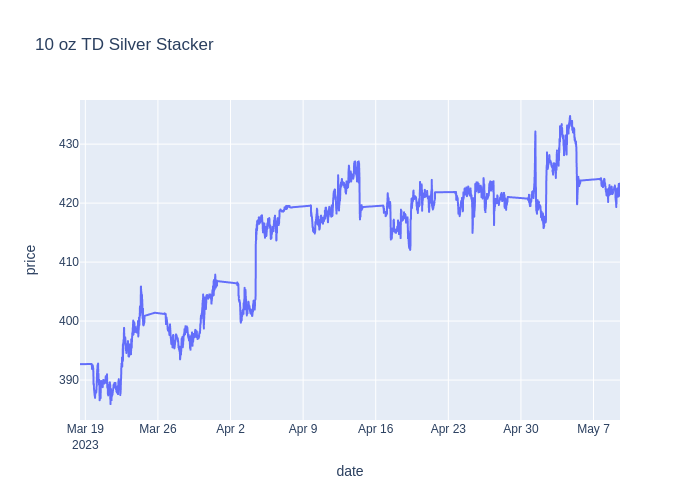 10 oz TD Silver Stacker
price
430
420
410
400
390
Mar 19
2023
Mar 26
Apr 2
Apr 9
Apr 16
Apr 23
Apr 30
May 7
date